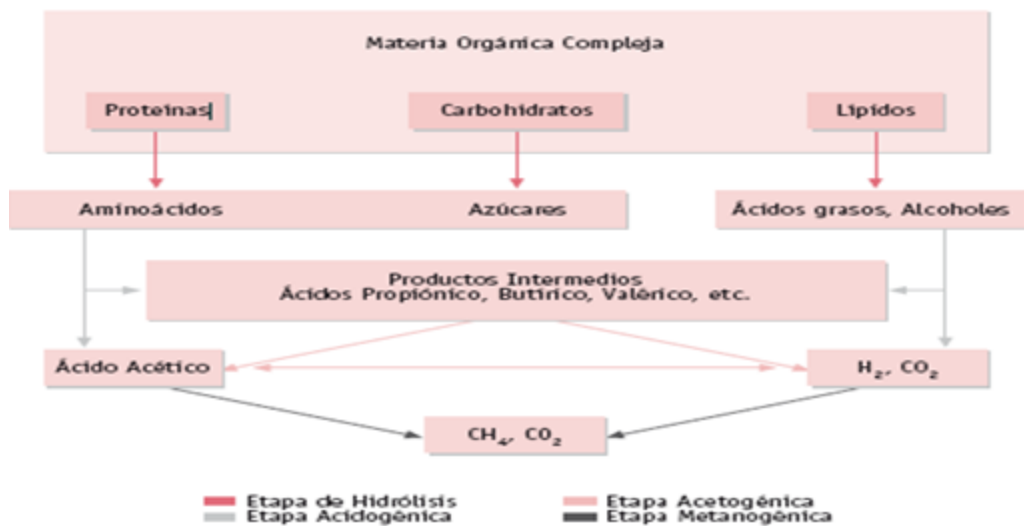 Materia Orgánica Compleja
Proteínas
Carbohidratos
Lipídos
Aminoácidos
Azúcares
Ácidos grasos, Alcoholes
Productos Intermedios
Ácidos Propiónico, Butírico, Valérico, etc.
Ácido Acético
H₂, CO₂
CH₄, CO₂
Etapa de Hidrólisis
Etapa Acetogénica
Etapa Acidogénica
Etapa Metanogénica